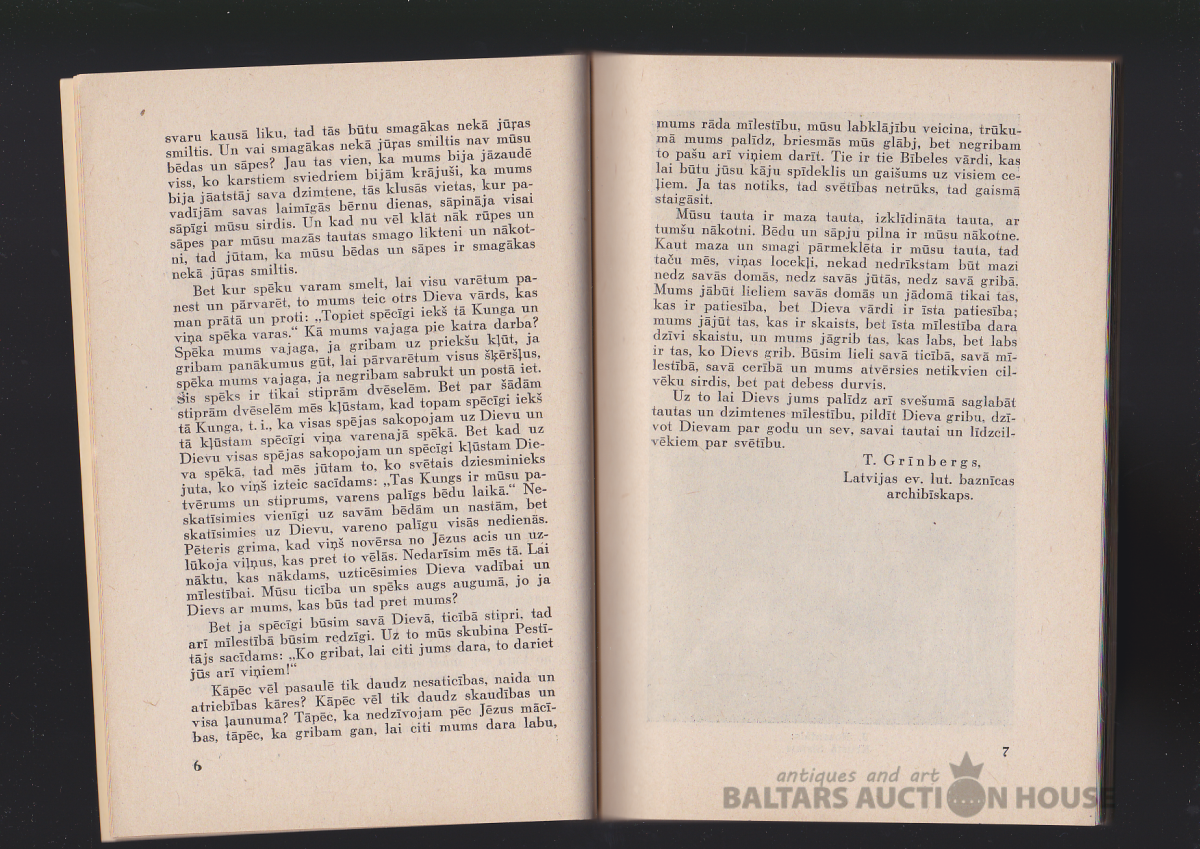 svaru kausā liku, tad tās būtu smagākas nekā jūŗas
smiltis. Un vai smagākas nekā jūŗas smiltis nav mūsu
bēdas un sāpes? Jau tas vien, ka mums bija jāzaudē
viss, ko karstiem sviedriem bijām krājuši, ka mums
bija jāatstāj sava dzimtene, tās klusās vietas, kur pa-
vadījām savas laimīgās bērnu dienas, sāpināja visai
sāpīgi mūsu sirdis. Un kad nu vēl klāt nāk rūpes un
sāpes par mūsu mazās tautas smago likteni un nākot-
ni, tad jūtam, ka mūsu bēdas un sāpes ir smagākas
nekā jūŗas smiltis.
Bet kur spēku varam smelt, lai visu varētum pa-
nest un pārvarēt, to mums teic otrs Dieva vārds, kas
man prātā un proti: „Topiet spēcīgi iekš tā Kunga un
viņa spēka varas.“ Kā mums vajaga pie katra darba?
Spēka mums vajaga, ja gribam uz priekšu kļūt, ja
gribam panākumus gūt, lai pārvarētum visus šķēršļus,
spēka mums vajaga, ja negribam sabrukt un postā iet.
Šis spēks ir tikai stiprām dvēselēm. Bet par šādām
stiprām dvēselēm mēs kļūstam, kad topam spēcīgi iekš
tā Kunga, t. i., ka visas spējas sakopojam uz Dievu un
tā kļūstam spēcīgi viņa varenajā spēkā. Bet kad uz
Dievu visas spējas sakopojam un spēcīgi kļūstam Die-
va spēkā, tad mēs jūtam to, ko svētais dziesminieks
juta, ko viņš izteic sacīdams: „Tas Kungs ir mūsu pa-
tvērums un stiprums, varens palīgs bēdu laikā.“ Ne-
skatīsimies vienīgi uz savām bēdām un nastām, bet
skatīsimies uz Dievu, vareno palīgu visās nedienās.
Pēteris grima, kad viņš novērsa no Jēzus acis un uz-
lūkoja viļņus, kas pret to vēlās. Nedarīsim mēs tā. Lai
nāktu, kas nākdams, uzticēsimies Dieva vadībai un
mīlestībai. Mūsu ticība un spēks augs augumā, jo ja
Dievs ar mums, kas būs tad pret mums?
Bet ja spēcīgi būsim savā Dievā, ticībā stipri, tad
arī mīlestībā būsim redzīgi. Uz to mūs skubina Pestī-
tājs sacīdams: „Ko gribat, lai citi jums dara, to dariet
jūs arī viņiem!“
Kāpēc vēl pasaulē tik daudz nesaticības, naida un
atriebības kāres? Kāpēc vēl tik daudz skaudības un
visa ļaunuma? Tāpēc, ka nedzīvojam pēc Jēzus mācī-
bas, tāpēc, ka gribam gan, lai citi mums dara labu,
6
mums rāda mīlestību, mūsu labklājību veicina, trūku-
mā mums palīdz, briesmās mūs glābj, bet negribam
to pašu arī viņiem darīt. Tie ir tie Bībeles vārdi, kas
lai būtu jūsu kāju spīdeklis un gaišums uz visiem ce-
ļiem. Ja tas notiks, tad svētības netrūks, tad gaismā
staigāsit.
Mūsu tauta ir maza tauta, izklīdināta tauta, ar
tumšu nākotni. Bēdu un sāpju pilna ir mūsu nākotne.
Kaut maza un smagi pārmeklēta ir mūsu tauta, tad
taču mēs, viņas locekļi, nekad nedrīkstam būt mazi
nedz savās domās, nedz savās jūtās, nedz savā gribā.
Mums jābūt lieliem savās domās un jādomā tikai tas,
kas ir patiesība, bet Dieva vārdi ir īsta patiesība;
mums jājūt tas, kas ir skaists, bet īsta mīlestība dara
dzīvi skaistu, un mums jāgrib tas, kas labs, bet labs
ir tas, ko Dievs grib. Būsim lieli savā ticībā, savā mī-
lestībā, savā cerībā un mums atvērsies netikvien cil-
vēku sirdis, bet pat debess durvis.
Uz to lai Dievs jums palīdz arī svešumā saglabāt
tautas un dzimtenes mīlestību, pildīt Dieva gribu, dzī-
vot Dievam par godu un sev, savai tautai un līdzcil-
vēkiem par svētību.
T. Grīnbergs,
Latvijas ev. lut. baznīcas
archibīskaps.
7
antiques and art
BALTARS AUCTION HOUSE